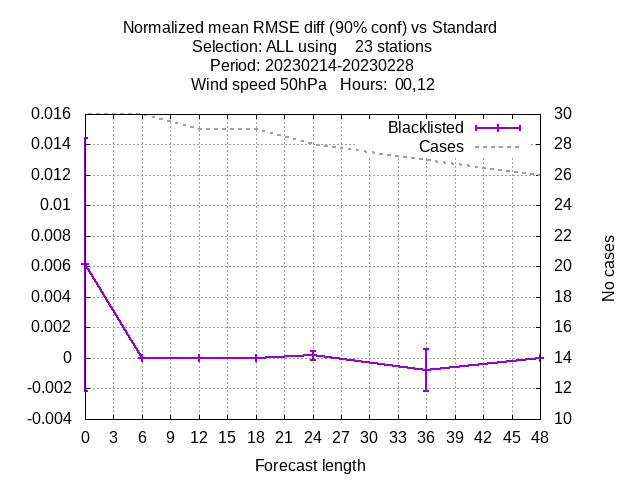 Normalized mean RMSE diff (90% conf) vs Standard
Selection: ALL using    23 stations
Period: 20230214-20230228
Wind speed 50hPa   Hours:  00,12
0.016
0.014
0.012
0.01
0.008
0.006
0.004
0.002
0
-0.002
-0.004
Blacklisted
Cases
30
28
26
24
22
20
18
16
14
12
10
No cases
0 3 6 9 12 15 18 21 24 27 30 33 36 39 42 45 48
Forecast length